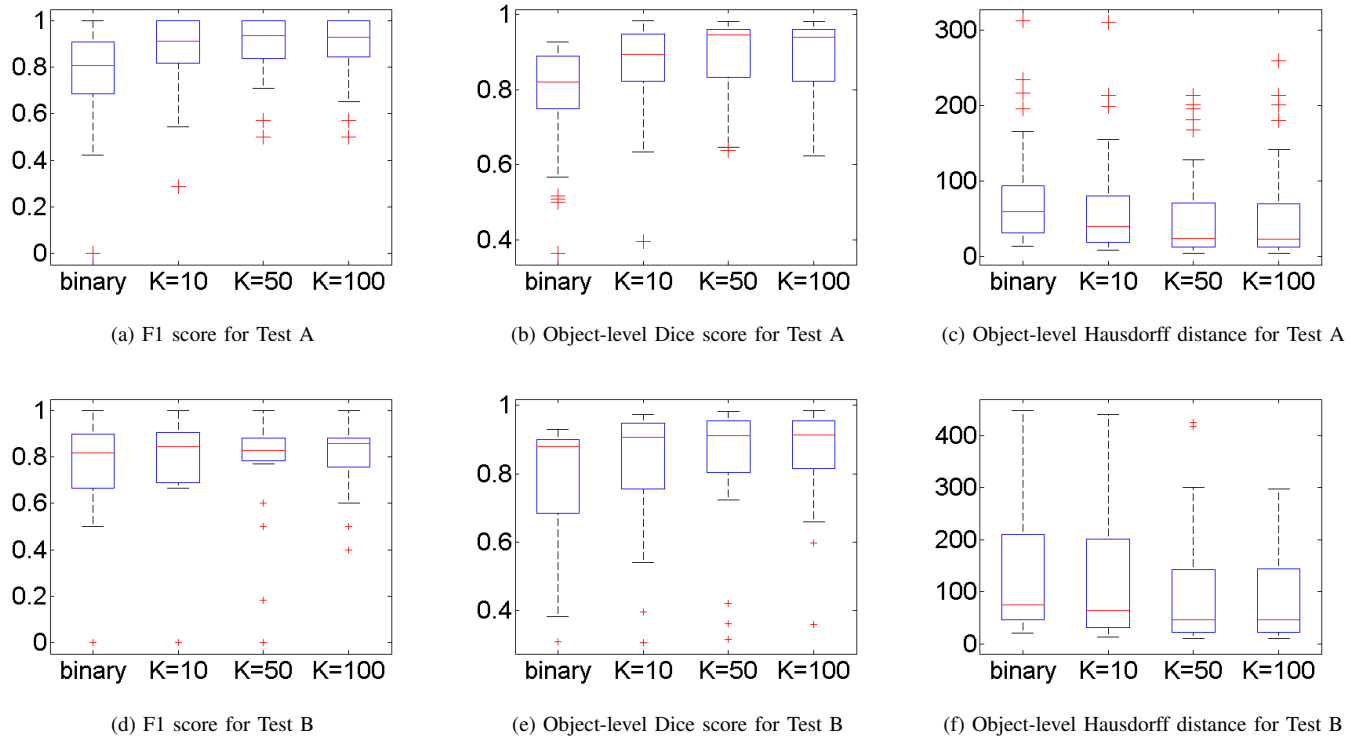 1
0.8
0.6
0.4
0.2
0
binary K=10 K=50 K=100
(a) F1 score for Test A
1
0.8
0.6
0.4
binary K=10 K=50 K=100
(b) Object-level Dice score for Test A
300
200
100
0
binary K=10 K=50 K=100
(c) Object-level Hausdorff distance for Test A
1
0.8
0.6
0.4
0.2
0
binary K=10 K=50 K=100
(d) F1 score for Test B
1
0.8
0.6
0.4
binary K=10 K=50 K=100
(e) Object-level Dice score for Test B
400
300
200
100
0
binary K=10 K=50 K=100
(f) Object-level Hausdorff distance for Test B